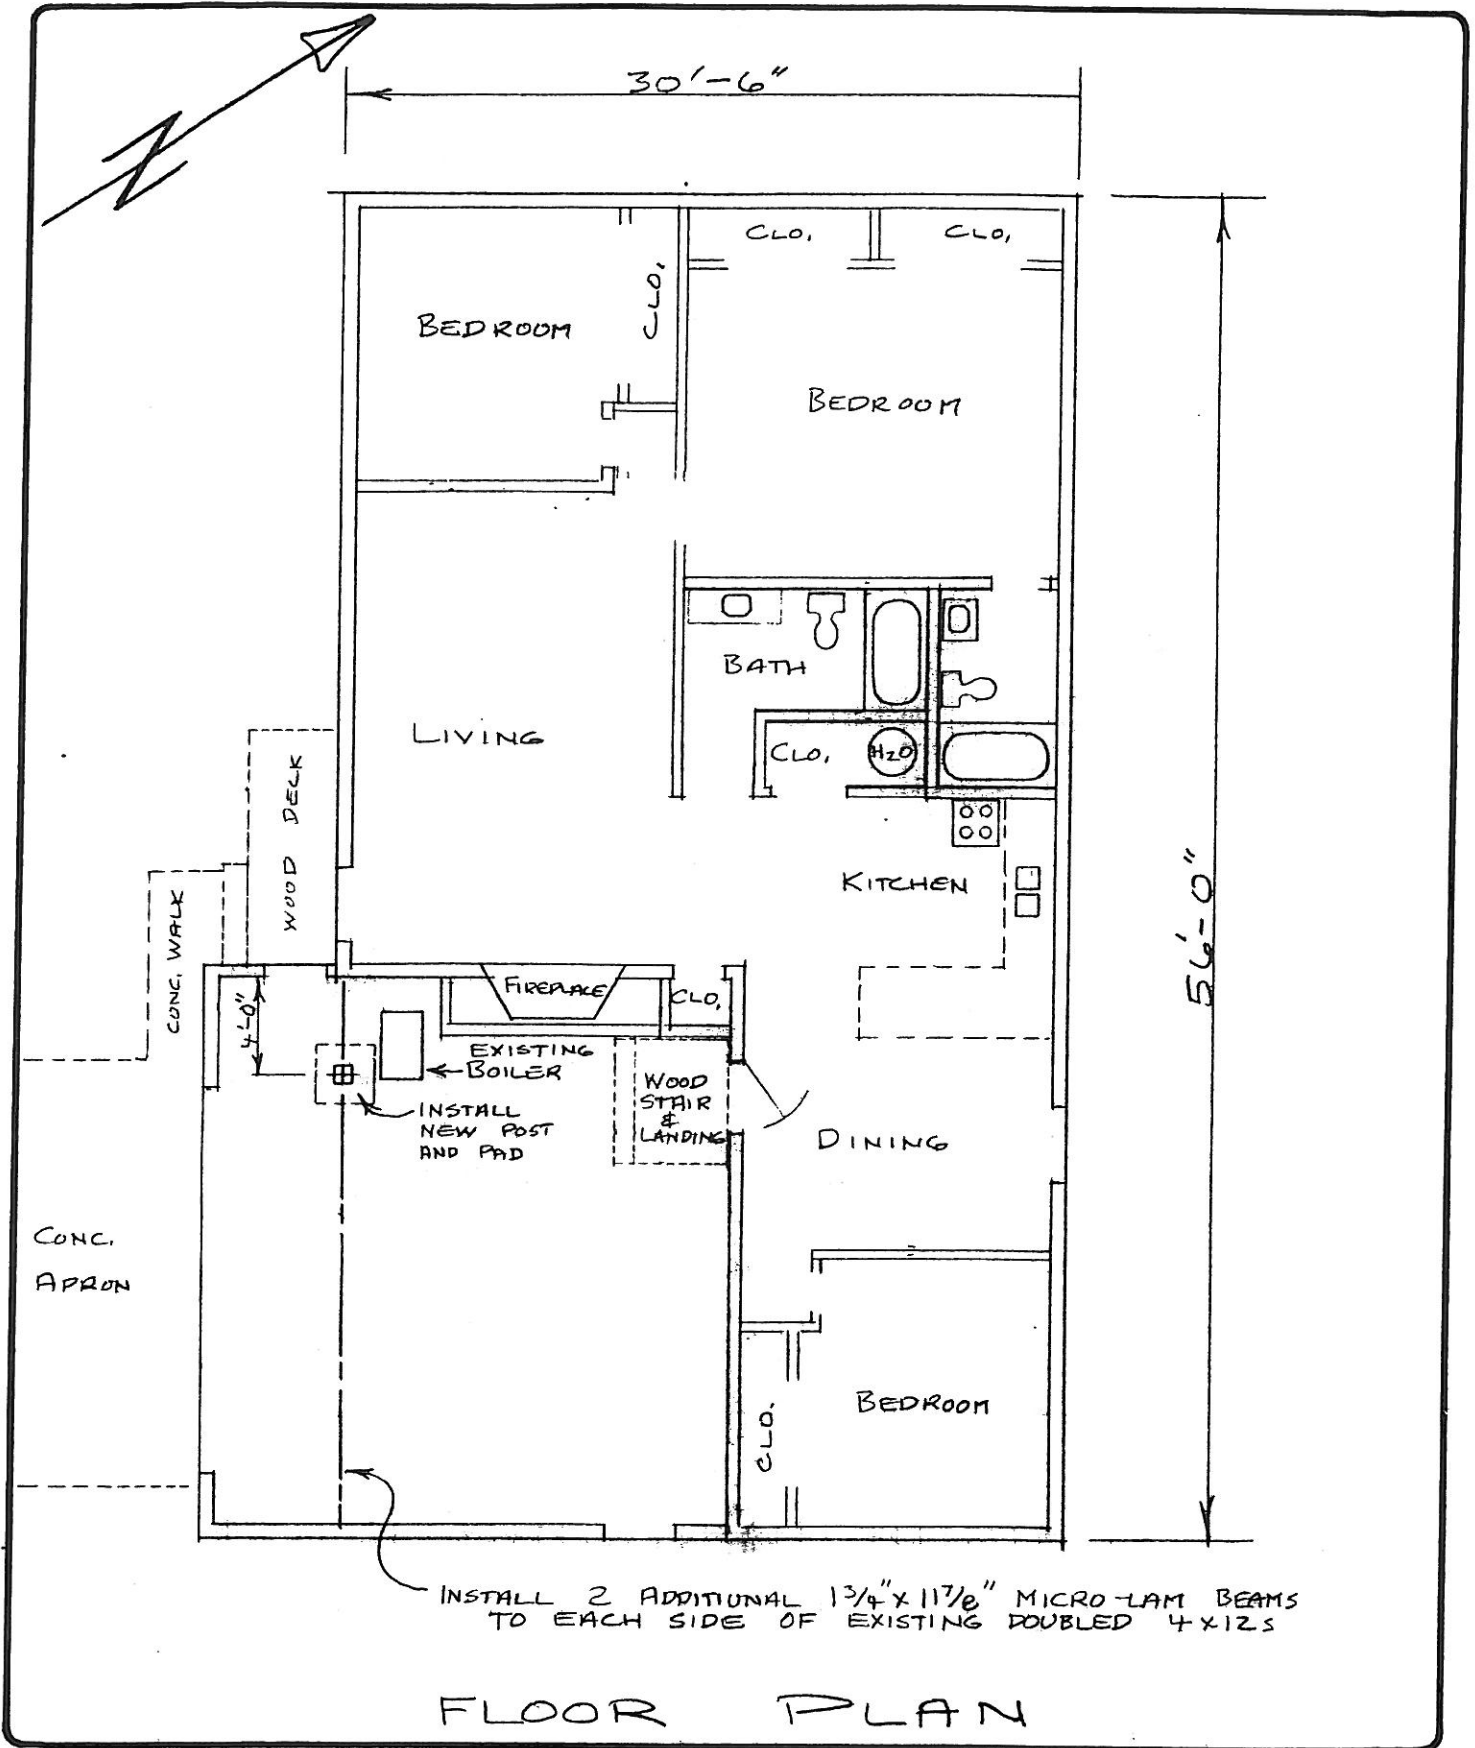 N
30'-6"
CLO.
CLO.
CLO.
BEDROOM
BEDROOM
BATH
LIVING
CLO.
H2O
WOOD DECK
KITCHEN
CONC. WALK
56'-0"
FIREPLACE
CLO.
4'-0"
EXISTING
BOILER
WOOD
STAIR
&
LANDING
INSTALL
NEW POST
AND PAD
DINING
CONC.
APRON
BEDROOM
CLO.
INSTALL 2 ADDITIUNAL 1 3/4" X 11 7/8" MICRO-LAM BEAMS
TO EACH SIDE OF EXISTING DOUBLED 4X12s
FLOOR PLAN